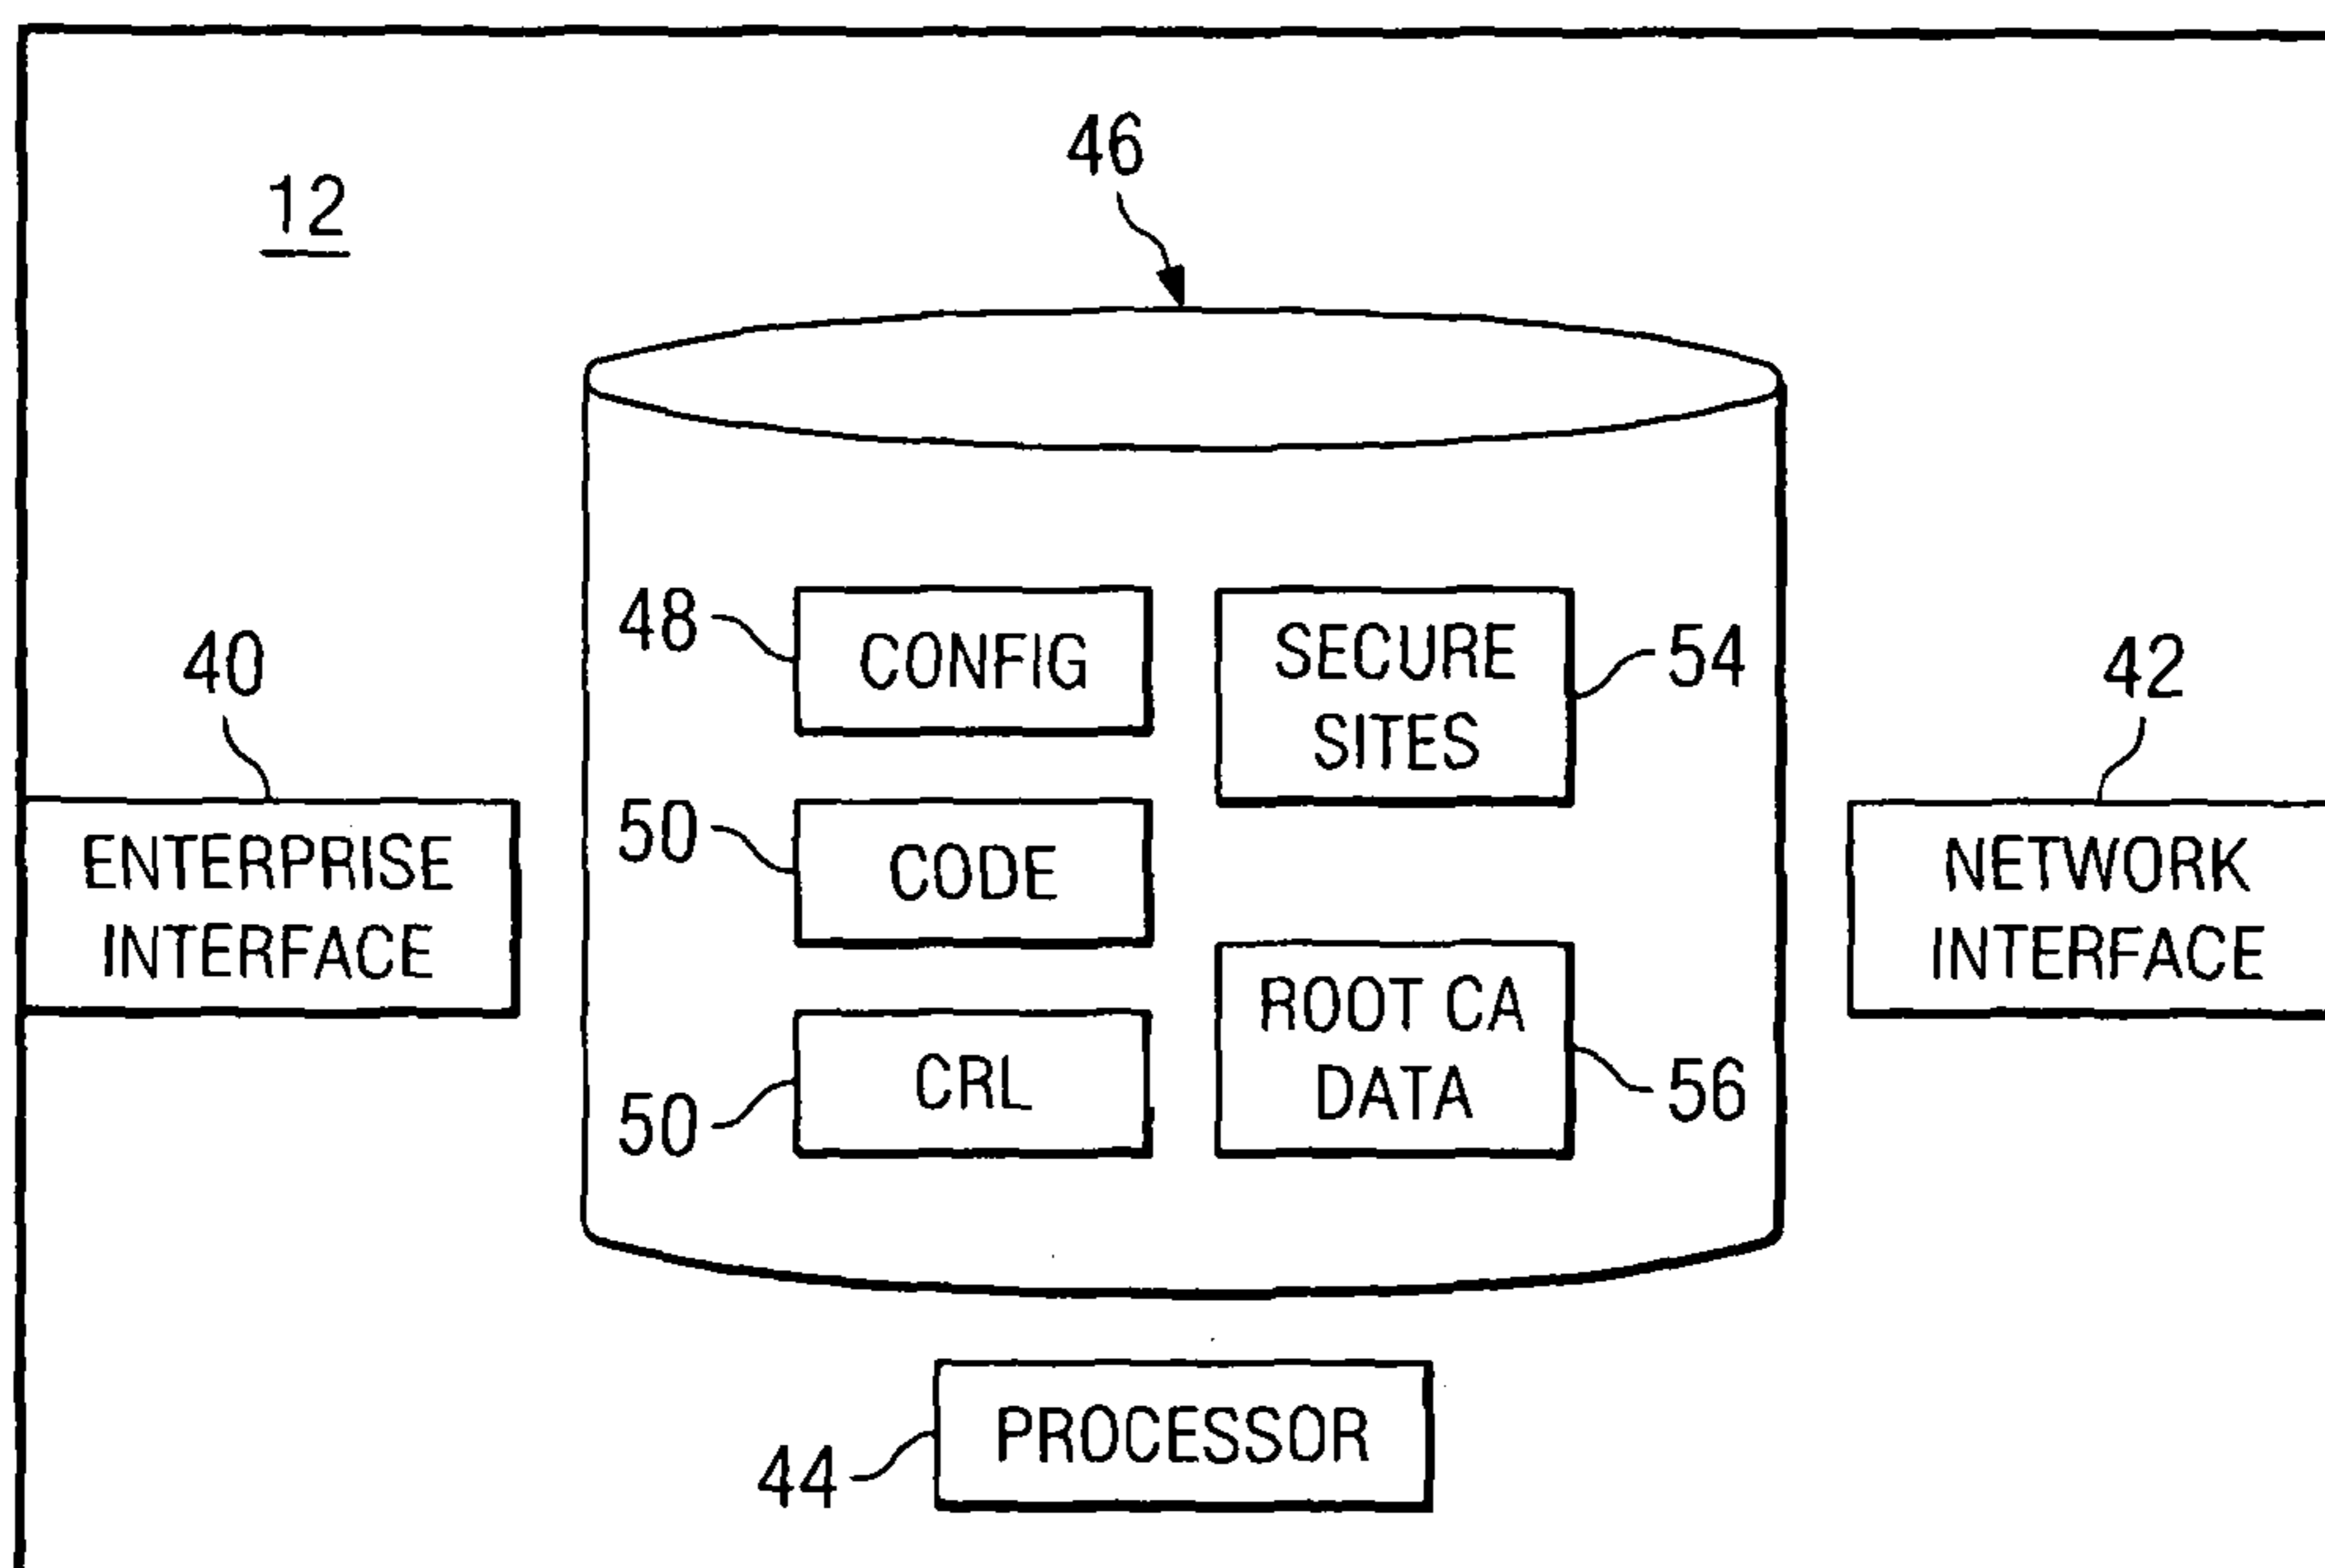 12
46
48
CONFIG
SECURE
SITES
54
40
42
ENTERPRISE
INTERFACE
50
CODE
NETWORK
INTERFACE
50
CRL
ROOT CA
DATA
56
PROCESSOR
44